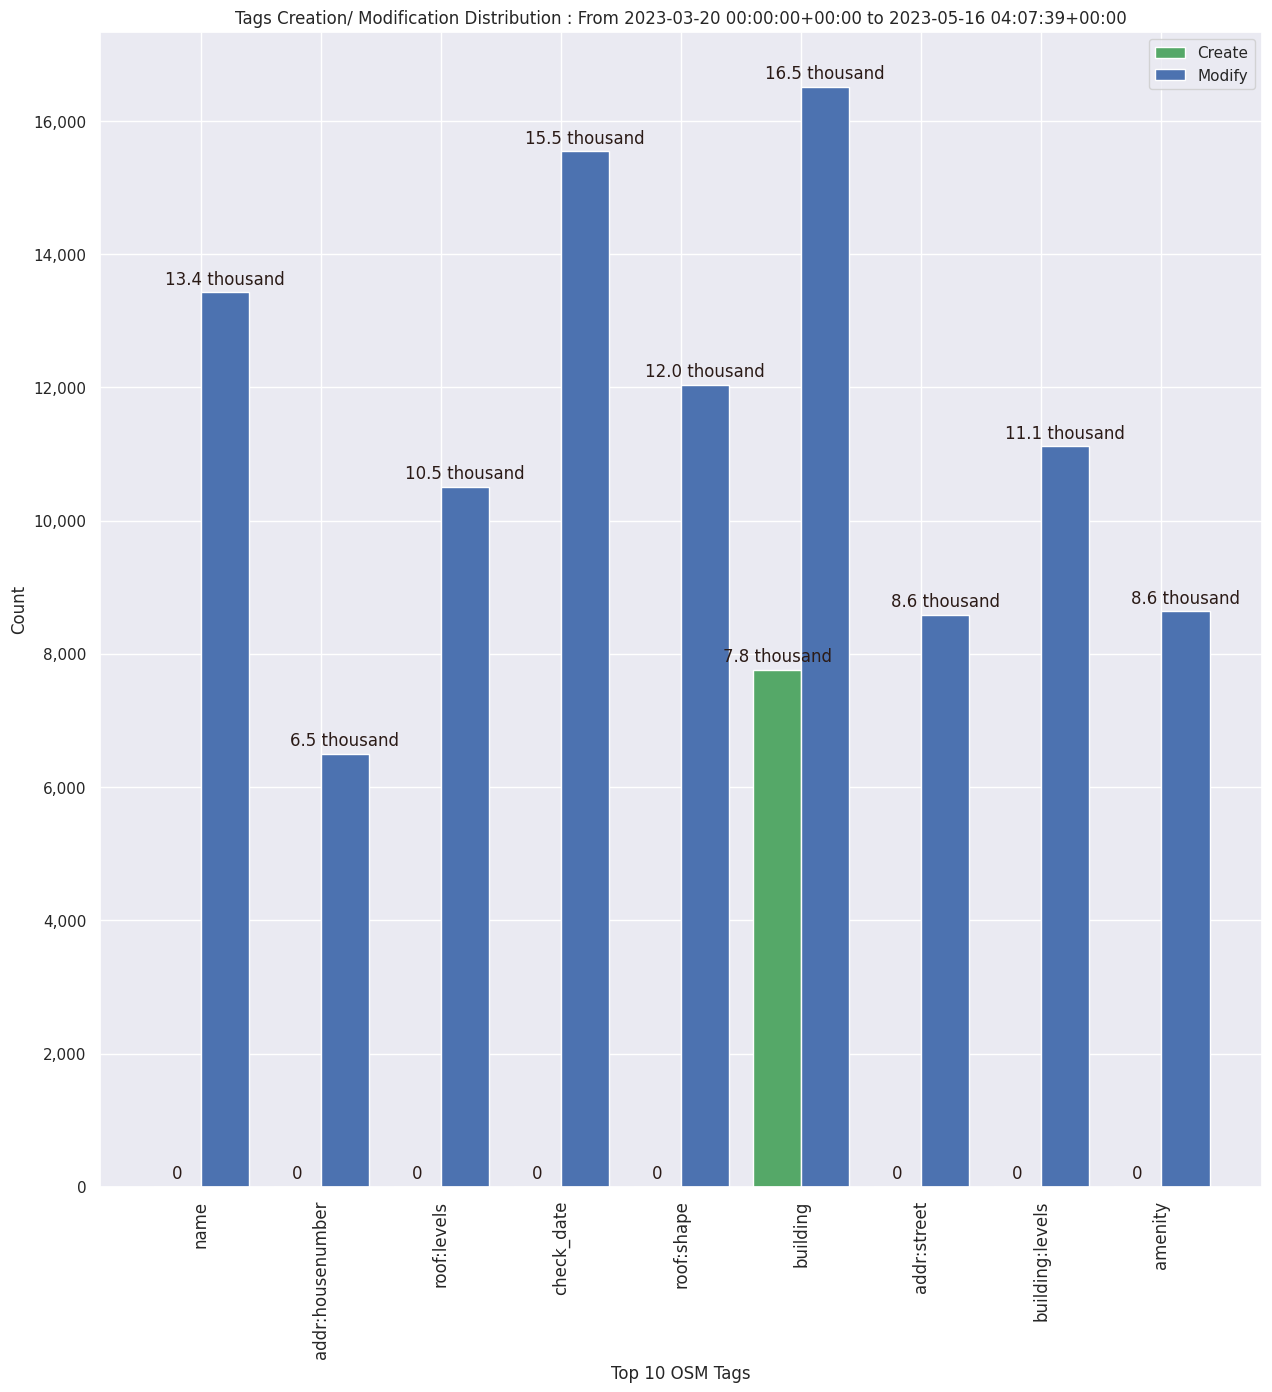 Tags Creation/ Modification Distribution : From 2023-03-20 00:00:00+00:00 to 2023-05-16 04:07:39+00:00
Create
Modify
16.5 thousand
15.5 thousand
13.4 thousand
12.0 thousand
11.1 thousand
10.5 thousand
8.6 thousand
8.6 thousand
7.8 thousand
6.5 thousand
0
0
0
0
0
0
0
0
16,000
14,000
12,000
10,000
8,000
6,000
4,000
2,000
0
Count
name
addr:housenumber
roof:levels
check_date
roof:shape
building
addr:street
building:levels
amenity
Top 10 OSM Tags